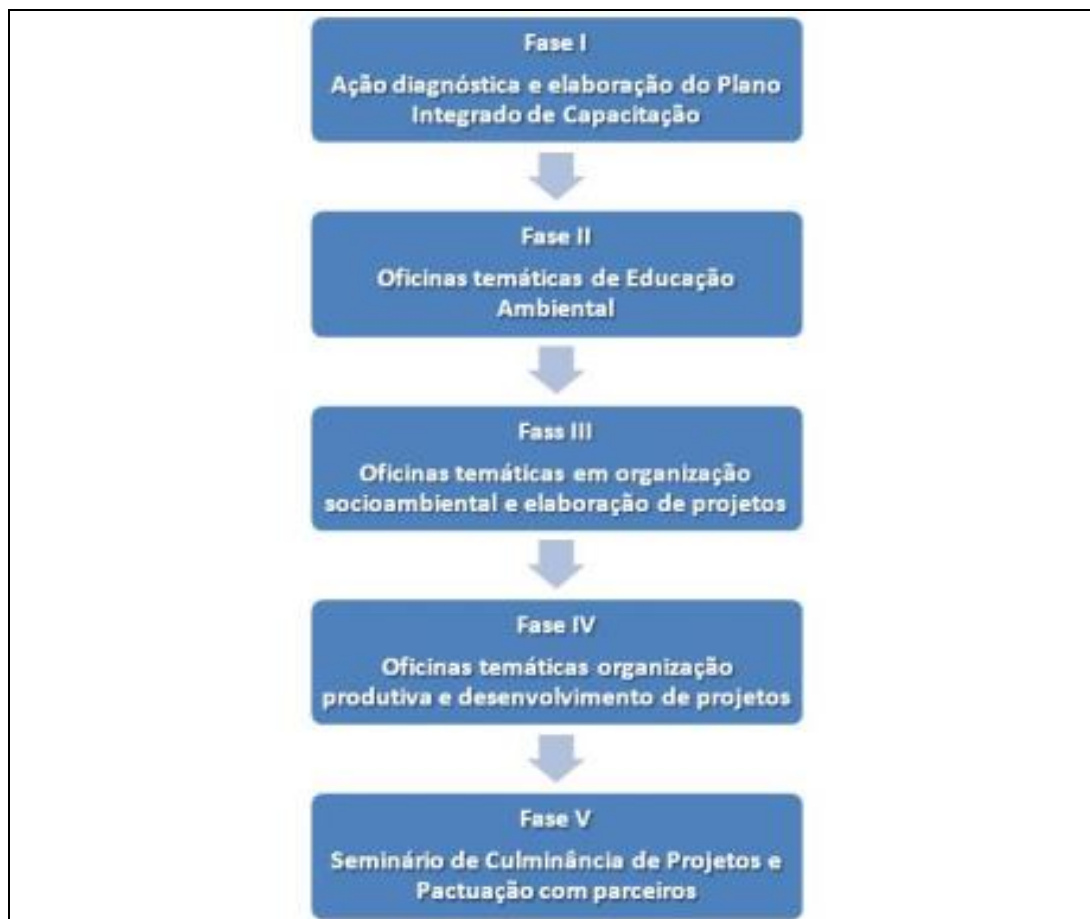 Fase I
Ação diagnóstica e elaboração do Plano
Integrado de Capacitação
Fase II
Oficinas temáticas de Educação
Ambiental
Fass III
Oficinas temáticas em organização
socioambiental e elaboração de projetos
Fase IV
Oficinas temáticas organização
produtiva e desenvolvimento de projetos
Fase V
Seminário de Culminância de Projetos e
Pactuação com parceiros